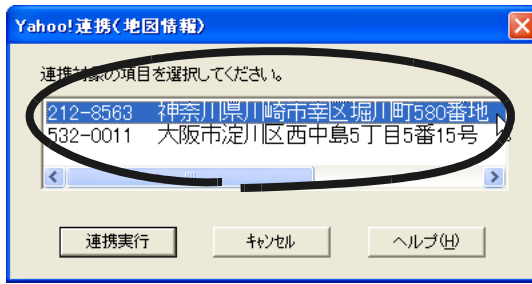 Yahoo!連携(地図情報)
連携対象の項目を選択してください。
212-8563 神奈川県川崎市幸区堀川町580番地
532-0011 大阪市淀川区西中島5丁目5番15号
連携実行 キャンセル ヘルプ(H)